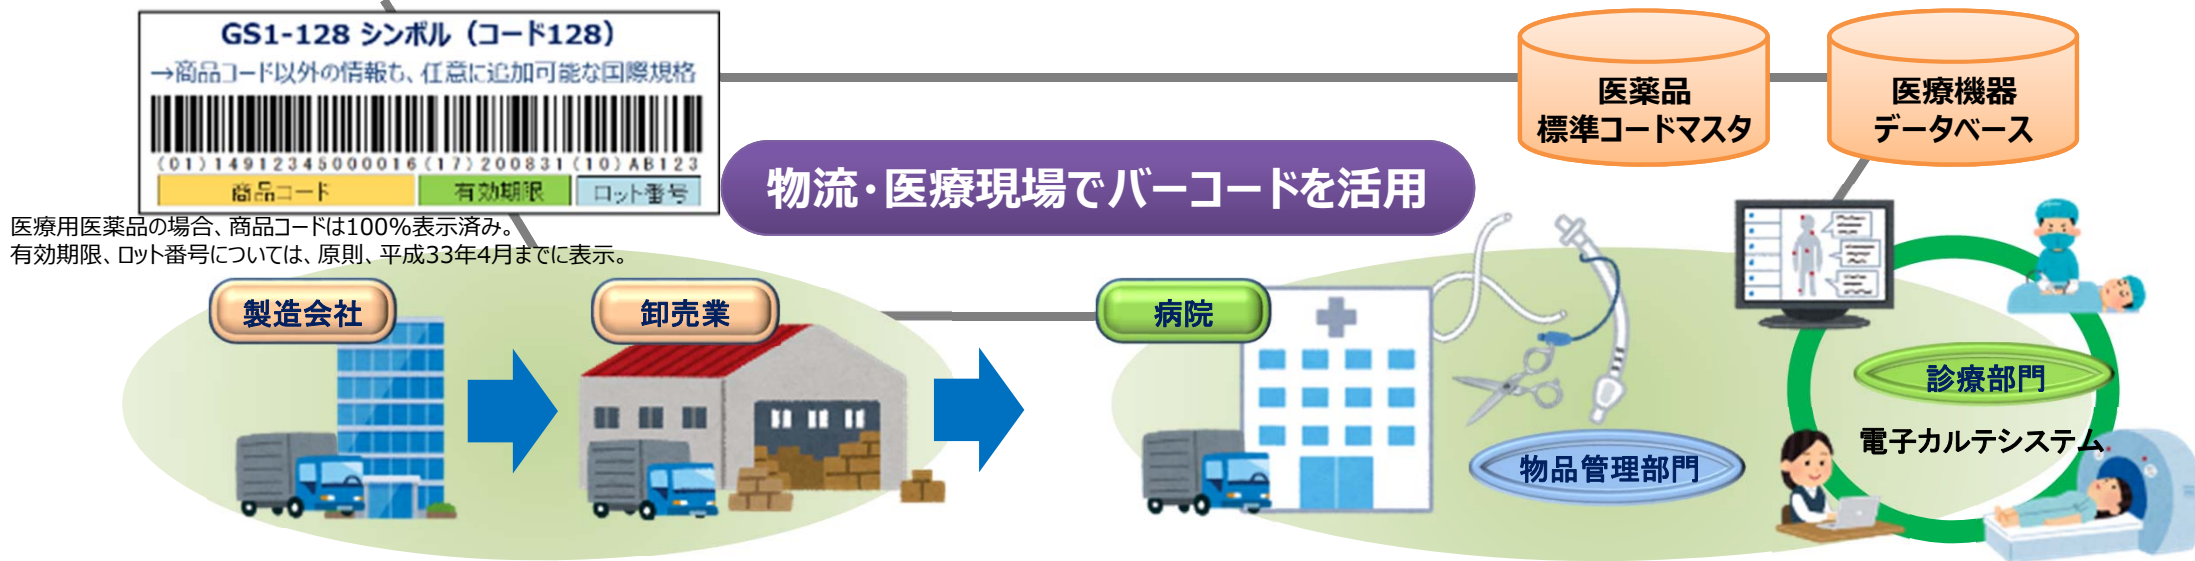 GS1-128 シンボル（コード128）
→商品コード以外の情報も、任意に追加可能な国際規格
(01)14912345000016(17)200831(10)AB123
商品コード 有効期限 ロット番号
医療用医薬品の場合、商品コードは100%表示済み。
有効期限、ロット番号については、原則、平成33年4月までに表示。
物流・医療現場でバーコードを活用
医薬品
標準コードマスタ
医療機器
データベース
製造会社
卸売業
病院
物品管理部門
診療部門
電子カルテシステム